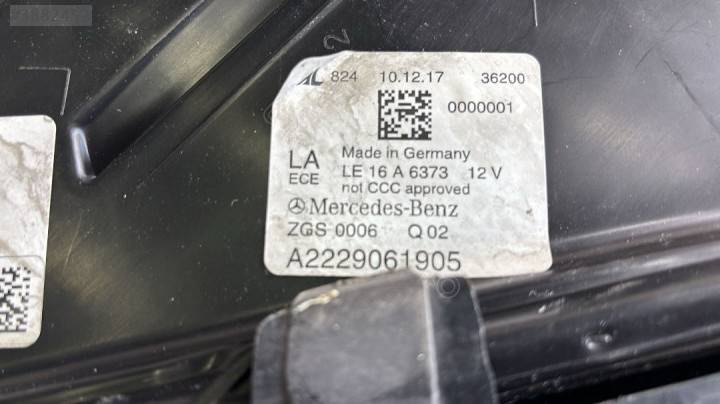 824 10.12.17 36200
0000001
LA
ECE
Made in Germany
LE 16 A 6373 12 V
not CCC approved
Mercedes-Benz
ZGS 0006 Q 02
A2229061905